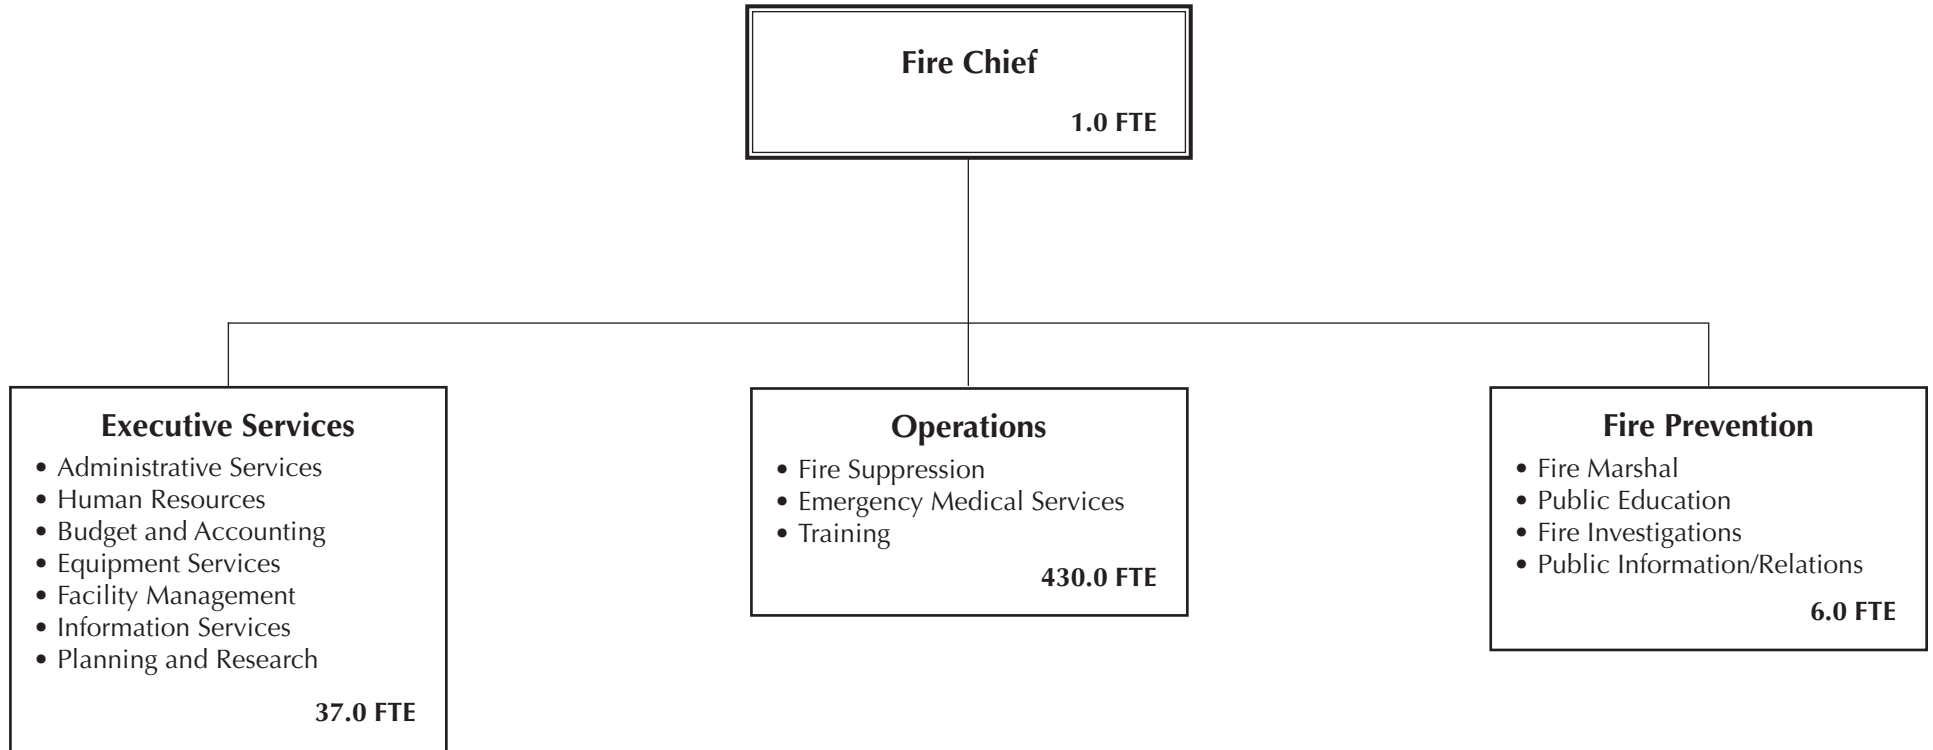 Fire Chief
1.0 FTE
Executive Services
• Administrative Services
• Human Resources
• Budget and Accounting
• Equipment Services
• Facility Management
• Information Services
• Planning and Research
37.0 FTE
Operations
• Fire Suppression
• Emergency Medical Services
• Training
430.0 FTE
Fire Prevention
• Fire Marshal
• Public Education
• Fire Investigations
• Public Information/Relations
6.0 FTE